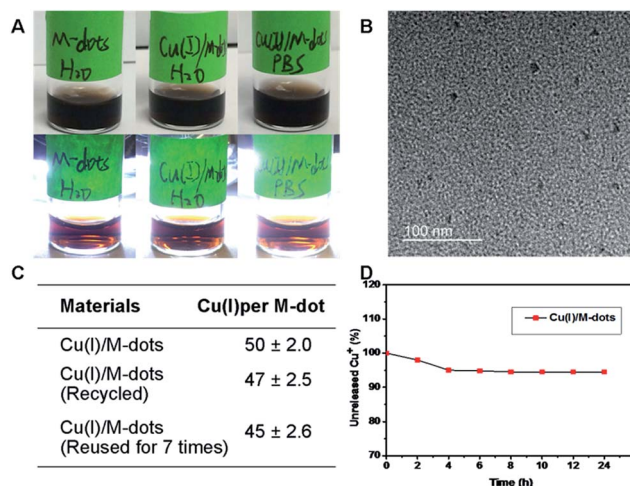 A
M-dots
H2O
Cu(I)/M-dots
H2O
Cu(I)/M-dots
PBS
M-dots
H2O
Cu(I)/M-dots
H2O
Cu(I)/M-dots
PBS
B
100 nm
C
Materials Cu(I)per M-dot
Cu(I)/M-dots 50 ± 2.0
Cu(I)/M-dots
(Recycled) 47 ± 2.5
Cu(I)/M-dots
(Reused for 7 times) 45 ± 2.6
D
Unreleased Cu⁺ (%)
120
110
100
90
80
70
Cu(I)/M-dots
0 2 4 6 8 10 12 24
Time (h)